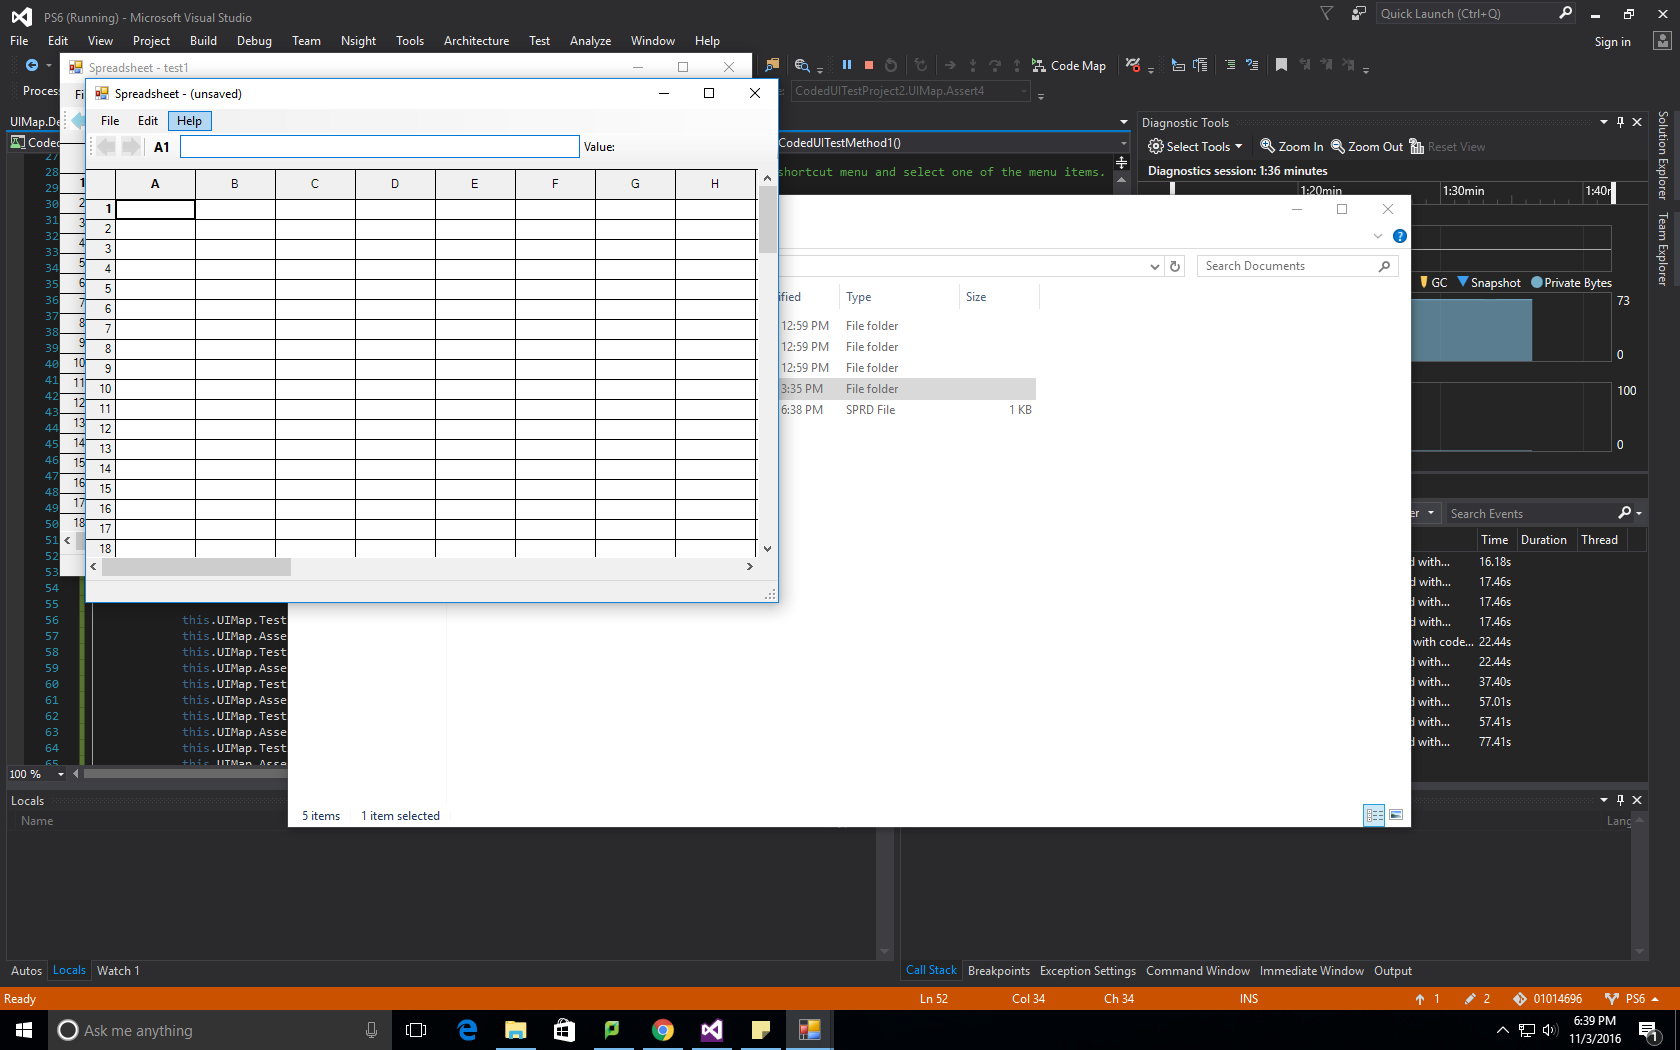 PS6 (Running) - Microsoft Visual Studio
Quick Launch (Ctrl+Q)
File Edit View Project Build Debug Team Nsight Tools Architecture Test Analyze Window Help
Sign in
Spreadsheet - test1
Code Map
Spreadsheet - (unsaved)
CodedUITestProject2.UIMap.Assert4
File Edit Help
Diagnostic Tools
A1
Value:
CodedUITestMethod1()
Select Tools
Zoom In
Zoom Out
Reset View
Diagnostics session: 1:36 minutes
shortcut menu and select one of the menu items.
A B C D E F G H
1:20min 1:30min
1
2
3
4
5
6
7
8
9
10
11
12
13
14
15
16
17
18
Search Documents
Type
Size
12:59 PM File folder
12:59 PM File folder
12:59 PM File folder
3:35 PM File folder
6:38 PM SPRD File 1 KB
5 items 1 item selected
GC Snapshot Private Bytes
73
0
100
0
Search Events
Time Duration Thread
d with... 16.18s
d with... 17.46s
d with... 17.46s
d with... 17.46s
with code... 22.44s
d with... 22.44s
d with... 37.40s
d with... 57.01s
d with... 57.41s
d with... 77.41s
Solution Explorer
Team Explorer
27
28
29
30
31
32
33
34
35
36
37
38
39
40
41
42
43
44
45
46
47
48
49
50
51
52
53
54
55
56 this.UIMap.Test
57 this.UIMap.Asse
58 this.UIMap.Test
59 this.UIMap.Asse
60 this.UIMap.Test
61 this.UIMap.Asse
62 this.UIMap.Test
63 this.UIMap.Asse
64 this.UIMap.Test
65 this.UIMap.Asse
100 %
Locals
Name
Lang
Autos Locals Watch 1
Call Stack Breakpoints Exception Settings Command Window Immediate Window Output
Ready
Ln 52 Col 34 Ch 34 INS
1 2 01014696 PS6
Ask me anything
6:39 PM
11/3/2016
1